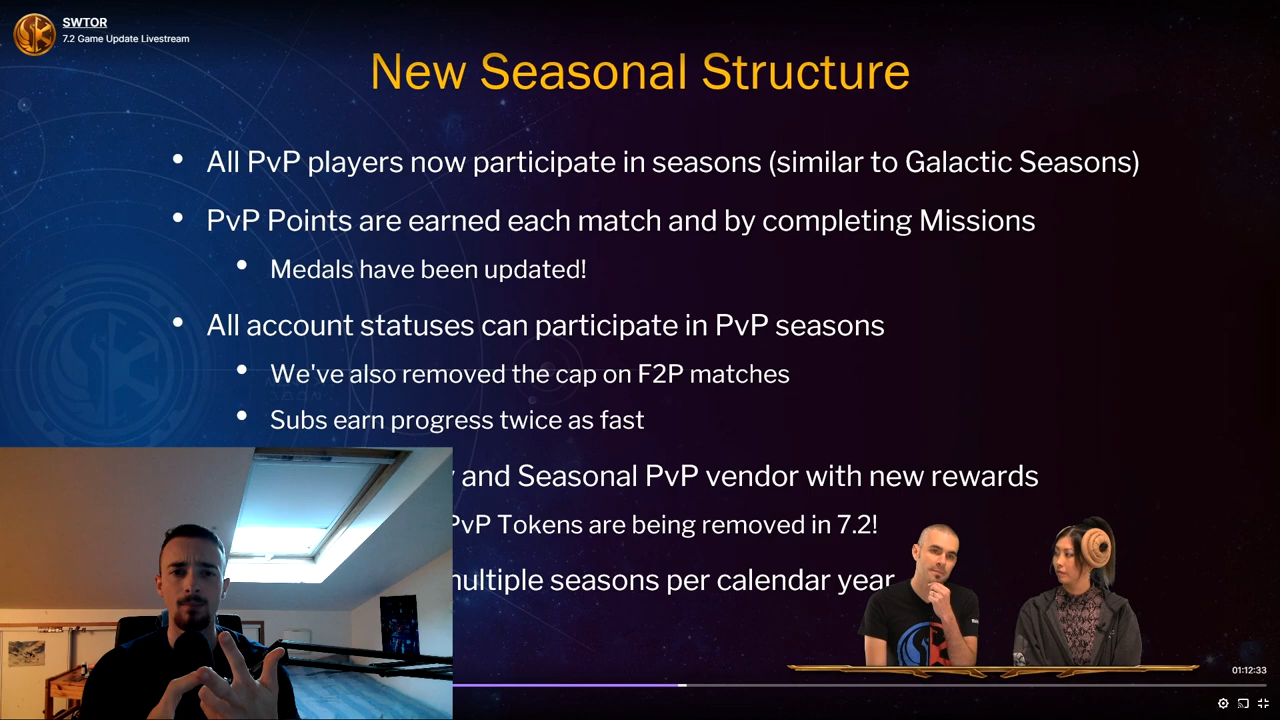 SWTOR
7.2 Game Update Livestream
New Seasonal Structure
• All PvP players now participate in seasons (similar to Galactic Seasons)
• PvP Points are earned each match and by completing Missions
• Medals have been updated!
• All account statuses can participate in PvP seasons
• We've also removed the cap on F2P matches
• Subs earn progress twice as fast
and Seasonal PvP vendor with new rewards
PvP Tokens are being removed in 7.2!
multiple seasons per calendar year
01:12:33